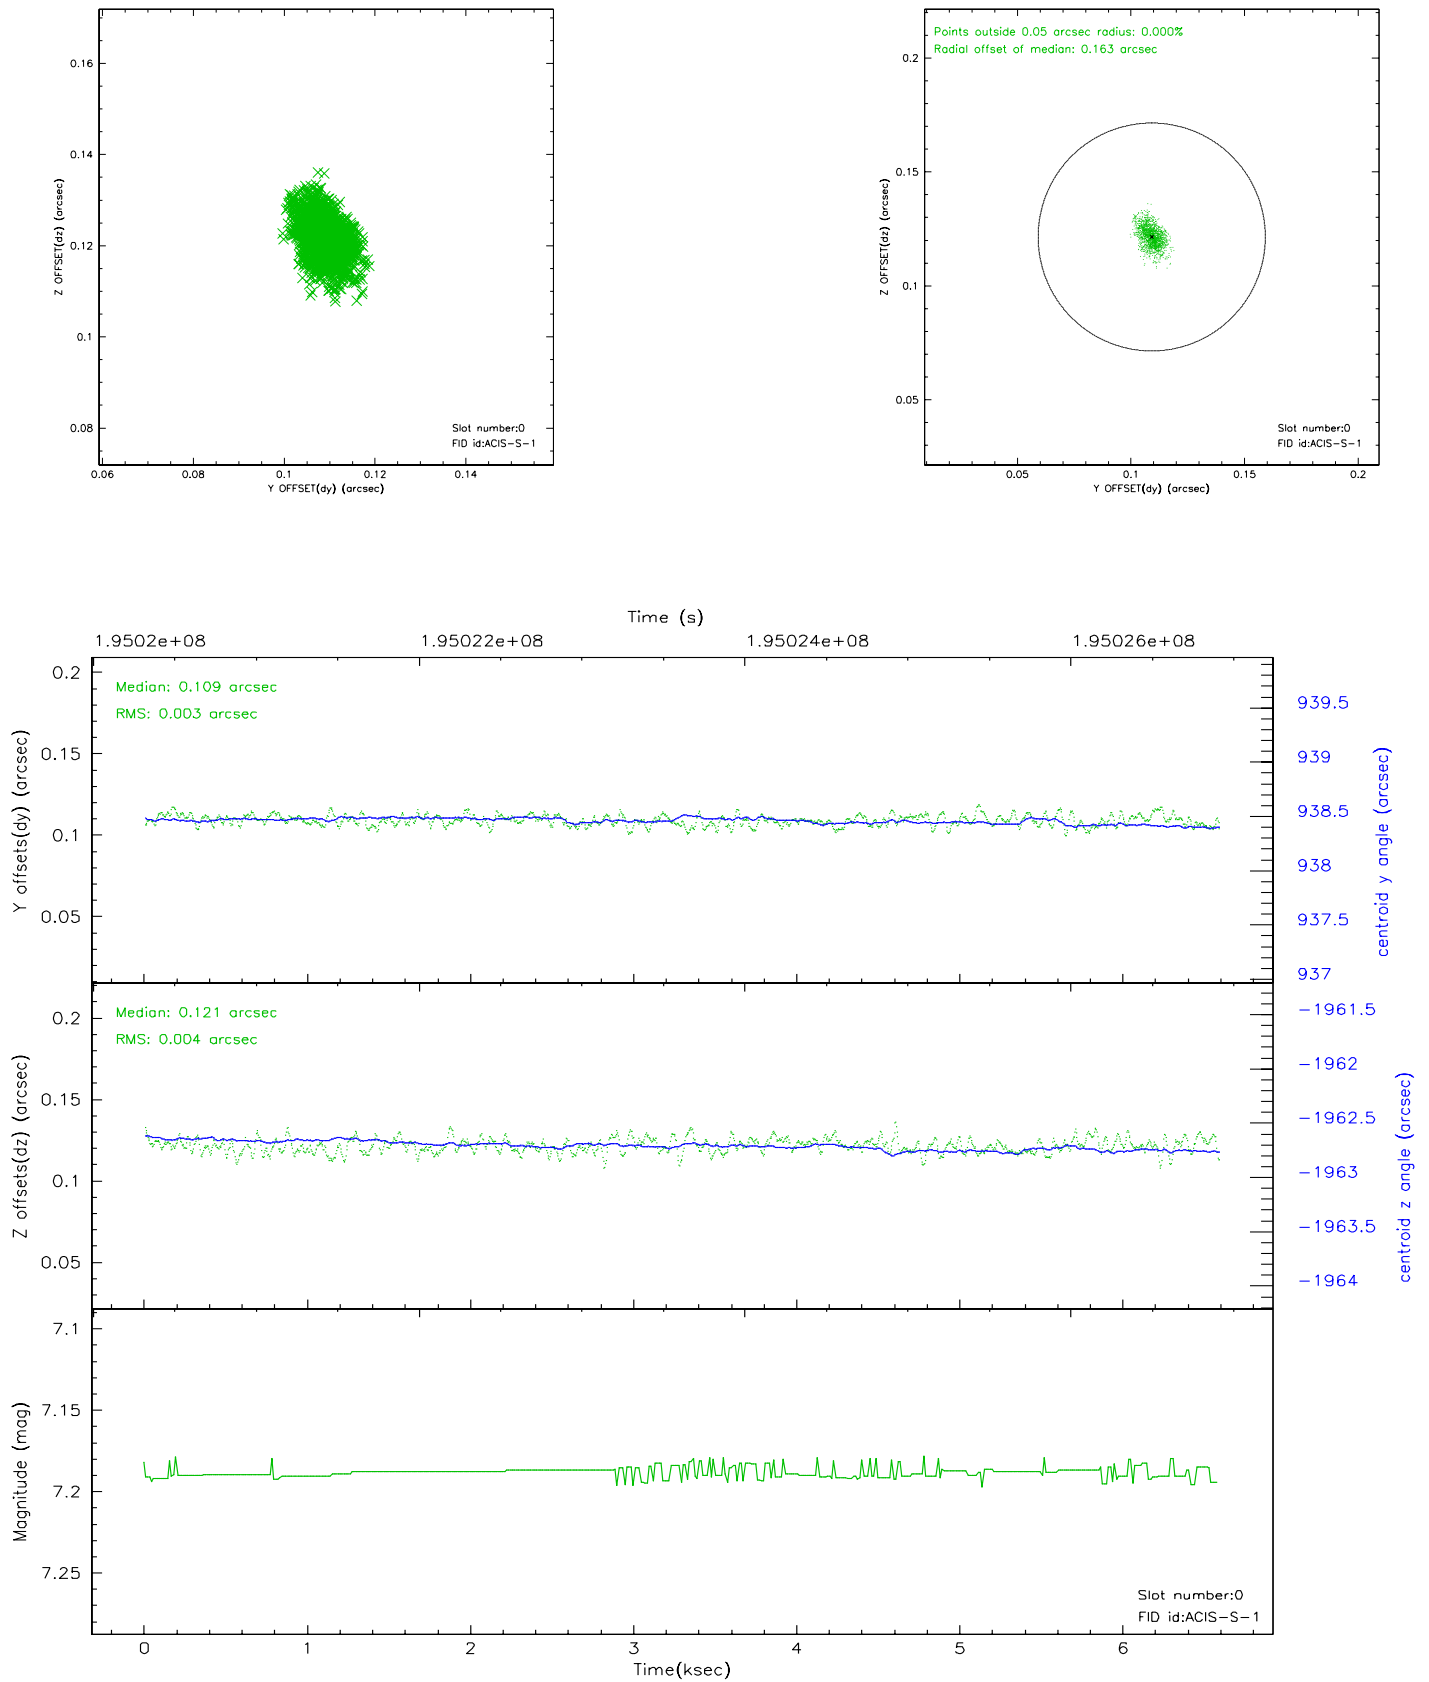 0.16
0.14
0.12
0.1
0.08
Z OFFSET(dz) (arcsec)
Slot number:0
FID id:ACIS-S-1
0.06 0.08 0.1 0.12 0.14
Y OFFSET(dy) (arcsec)
Points outside 0.05 arcsec radius: 0.000%
Radial offset of median: 0.163 arcsec
0.2
0.15
0.1
0.05
Z OFFSET(dz) (arcsec)
Slot number:0
FID id:ACIS-S-1
0.05 0.1 0.15 0.2
Y OFFSET(dy) (arcsec)
Time (s)
1.9502e+08 1.95022e+08 1.95024e+08 1.95026e+08
Median: 0.109 arcsec
RMS: 0.003 arcsec
0.2
0.15
0.1
0.05
Y offsets(dy) (arcsec)
939.5
939
938.5
938
937.5
937
centroid y angle (arcsec)
Median: 0.121 arcsec
RMS: 0.004 arcsec
0.2
0.15
0.1
0.05
Z offsets(dz) (arcsec)
-1961.5
-1962
-1962.5
-1963
-1963.5
-1964
centroid z angle (arcsec)
7.1
7.15
7.2
7.25
Magnitude (mag)
Slot number:0
FID id:ACIS-S-1
0 1 2 3 4 5 6
Time(ksec)